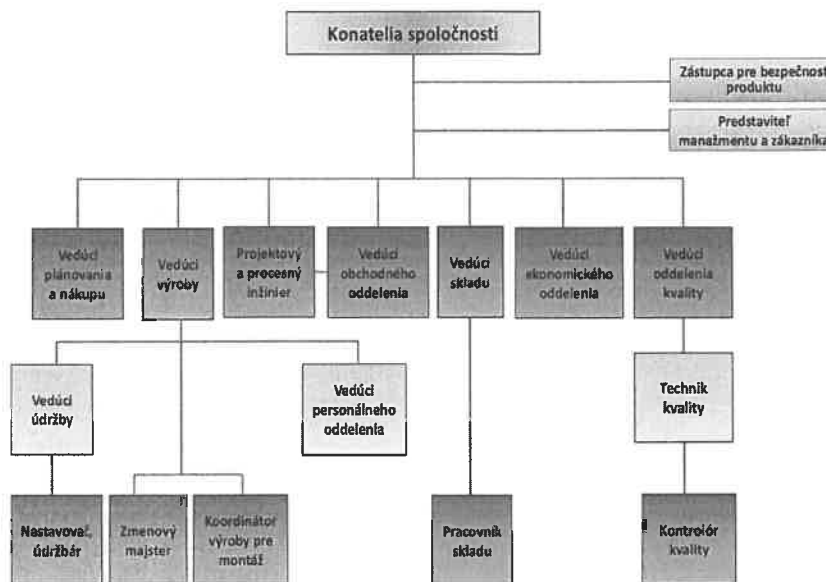 Konatelia spoločnosti
Zástupca pre bezpečnosť
produktu
Predstaviteľ
manažmentu a zákazníka
Vedúci
plánovania
a nákupu
Vedúci
výroby
Projektový
a procesný
inžinier
Vedúci
obchodného
oddelenia
Vedúci
skladu
Vedúci
ekonomického
oddelenia
Vedúci
oddelenia
kvality
Vedúci
údržby
Vedúci
personálneho
oddelenia
Technik
kvality
Nastavovač,
údržbár
Zmenový
majster
Koordinátor
výroby pre
montáž
Pracovník
skladu
Kontrolór
kvality